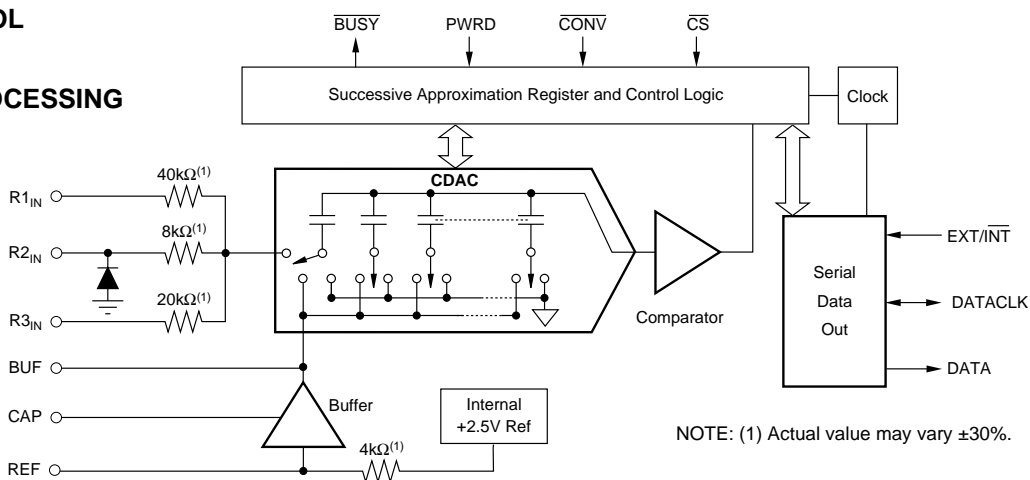 OL
OCESSING
BUSY PWRD CONV CS
Successive Approximation Register and Control Logic
Clock
CDAC
40kΩ(1)
R1IN
8kΩ(1)
R2IN
20kΩ(1)
R3IN
BUF
CAP
REF
Buffer
4kΩ(1)
Internal
+2.5V Ref
Comparator
Serial
Data
Out
EXT/INT
DATACLK
DATA
NOTE: (1) Actual value may vary ±30%.